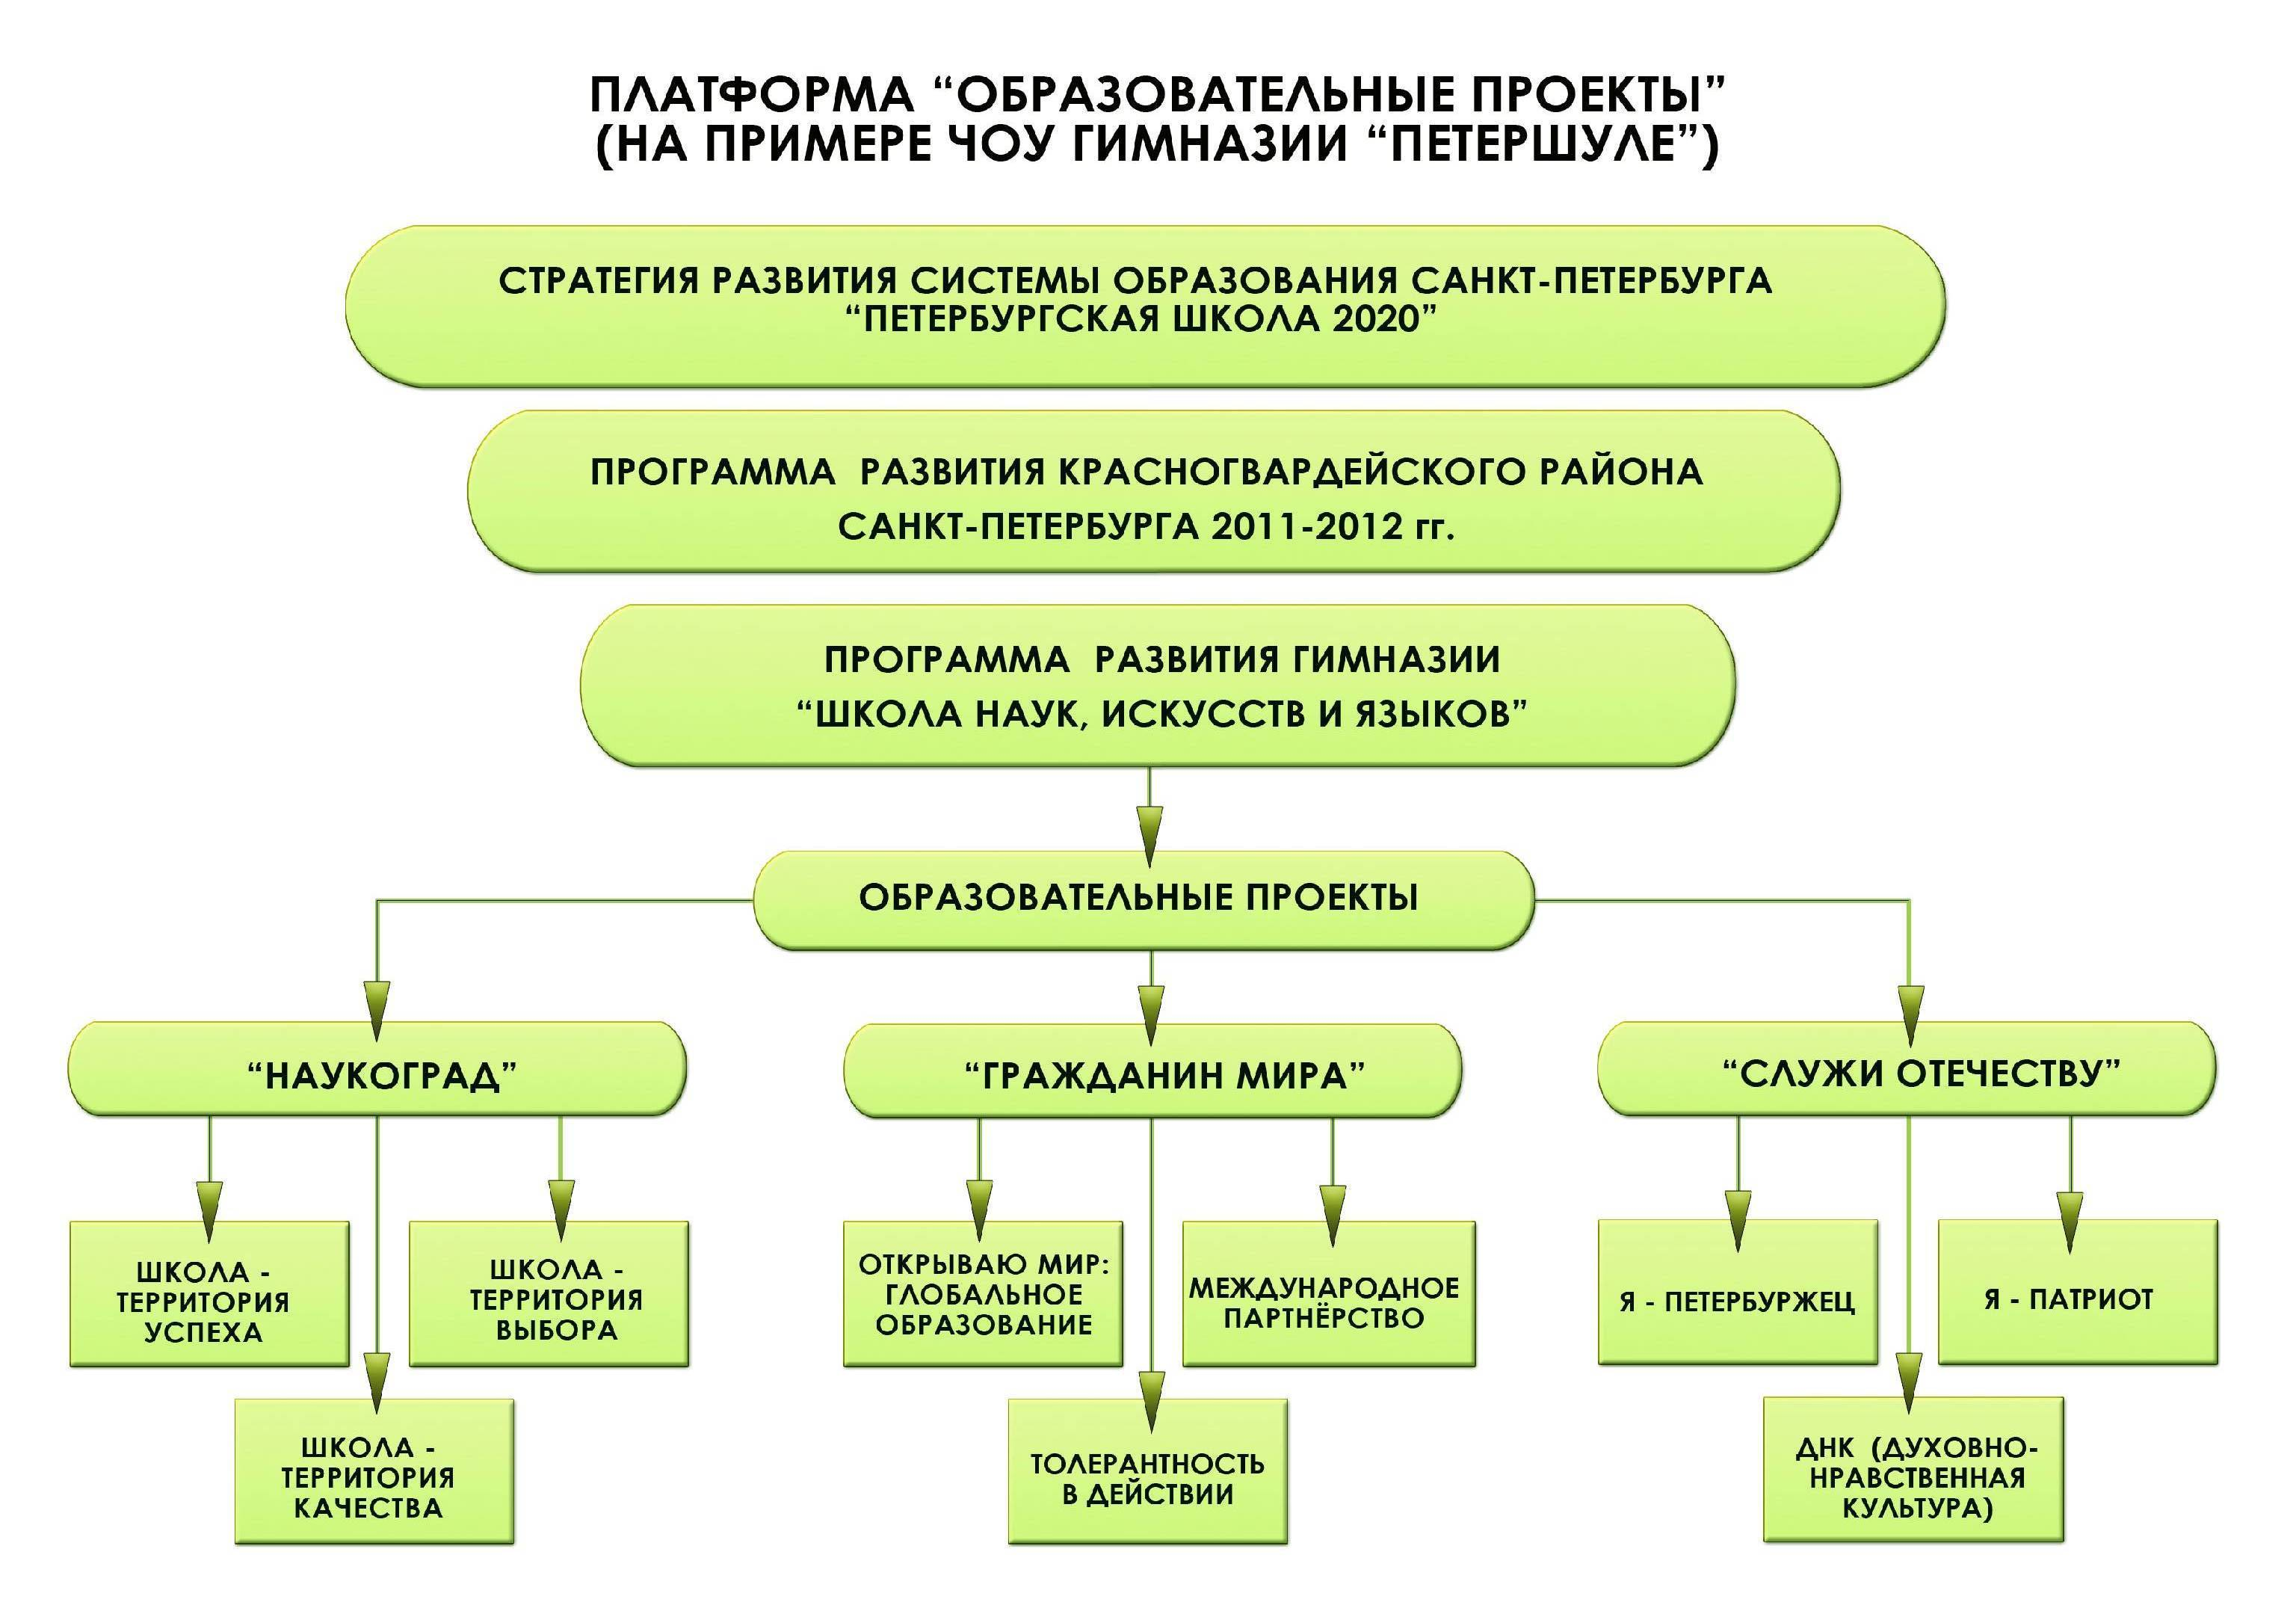 ПЛАТФОРМА “ОБРАЗОВАТЕЛЬНЫЕ ПРОЕКТЫ”
(НА ПРИМЕРЕ ЧОУ ГИМНАЗИИ “ПЕТЕРШУЛЕ”)
СТРАТЕГИЯ РАЗВИТИЯ СИСТЕМЫ ОБРАЗОВАНИЯ САНКТ-ПЕТЕРБУРГА
“ПЕТЕРБУРГСКАЯ ШКОЛА 2020”
ПРОГРАММА РАЗВИТИЯ КРАСНОГВАРДЕЙСКОГО РАЙОНА
САНКТ-ПЕТЕРБУРГА 2011-2012 гг.
ПРОГРАММА РАЗВИТИЯ ГИМНАЗИИ
“ШКОЛА НАУК, ИСКУССТВ И ЯЗЫКОВ”
ОБРАЗОВАТЕЛЬНЫЕ ПРОЕКТЫ
“НАУКОГРАД”
“ГРАЖДАНИН МИРА”
“СЛУЖИ ОТЕЧЕСТВУ”
ШКОЛА -
ТЕРРИТОРИЯ
УСПЕХА
ШКОЛА -
ТЕРРИТОРИЯ
ВЫБОРА
ШКОЛА -
ТЕРРИТОРИЯ
КАЧЕСТВА
ОТКРЫВАЮ МИР:
ГЛОБАЛЬНОЕ
ОБРАЗОВАНИЕ
МЕЖДУНАРОДНОЕ
ПАРТНЁРСТВО
ТОЛЕРАНТНОСТЬ
В ДЕЙСТВИИ
Я - ПЕТЕРБУРЖЕЦ
Я - ПАТРИОТ
ДНК (ДУХОВНО-
НРАВСТВЕННАЯ
КУЛЬТУРА)